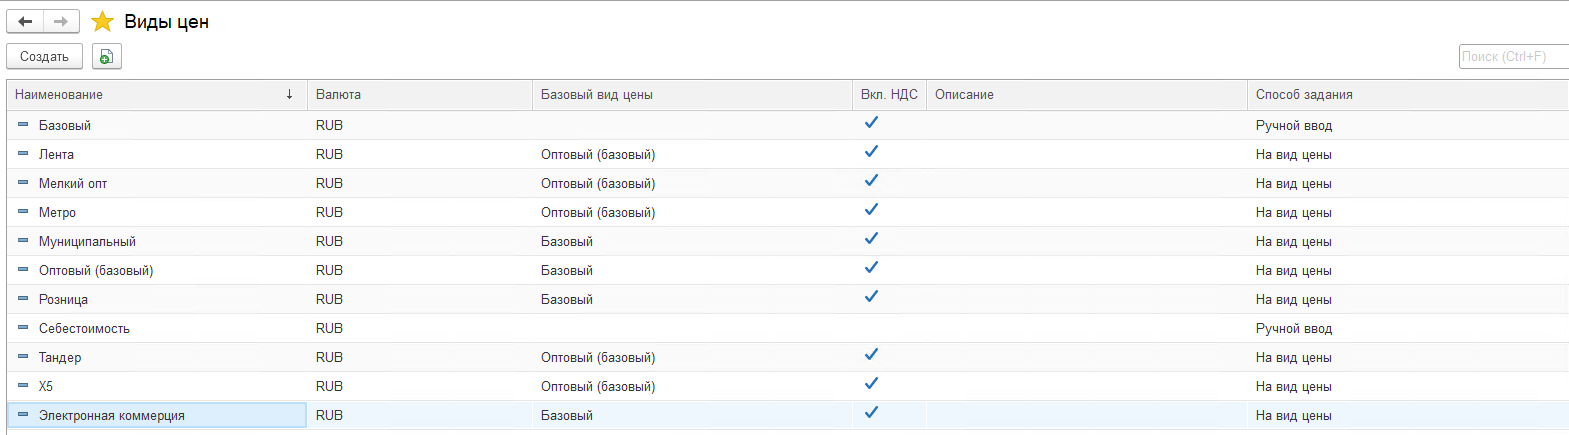 Виды цен
Создать Поиск (Ctrl+F)
Наименование ↓ Валюта Базовый вид цены Вкл. НДС Описание Способ задания
Базовый RUB Ручной ввод
Лента RUB Оптовый (базовый) На вид цены
Мелкий опт RUB Оптовый (базовый) На вид цены
Метро RUB Оптовый (базовый) На вид цены
Муниципальный RUB Базовый На вид цены
Оптовый (базовый) RUB Базовый На вид цены
Розница RUB Базовый На вид цены
Себестоимость RUB Ручной ввод
Тандер RUB Оптовый (базовый) На вид цены
X5 RUB Оптовый (базовый) На вид цены
Электронная коммерция RUB Базовый На вид цены